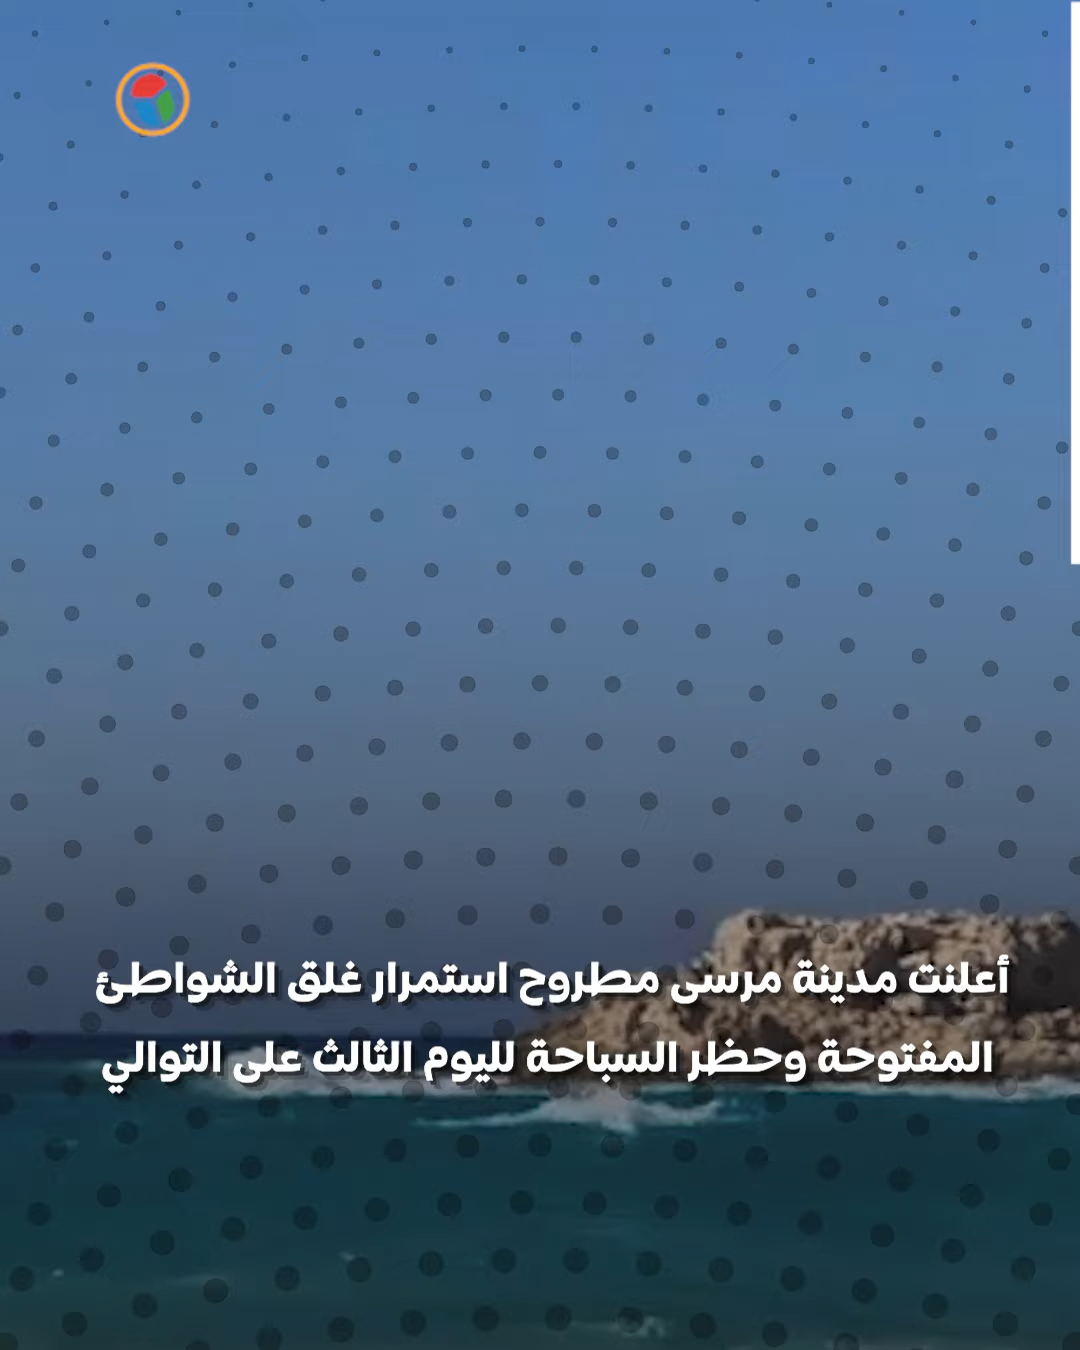 أعلنت مدينة مرسى مطروح استمرار غلق الشواطئ
المفتوحة وحظر السباحة لليوم الثالث على التوالي